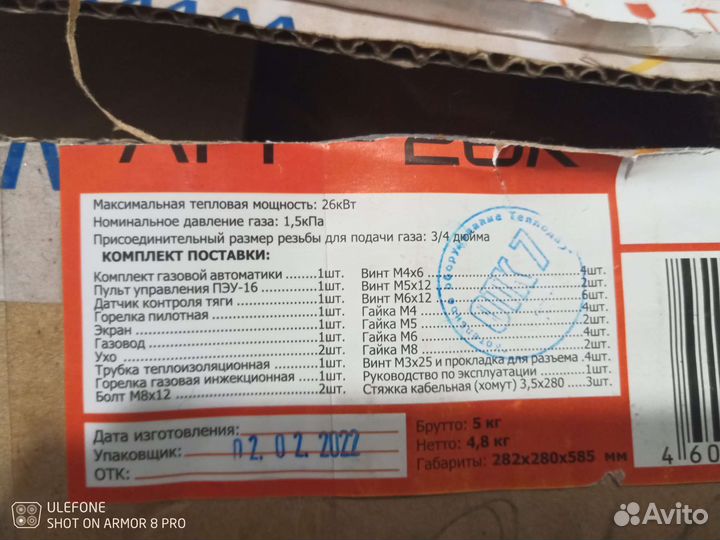 Максимальная тепловая мощность: 26кВт
Номинальное давление газа: 1,5кПа
Присоединительный размер резьбы для подачи газа: 3/4 дюйма
КОМПЛЕКТ ПОСТАВКИ:
Комплект газовой автоматики 1шт.
Пульт управления ПЭУ-16 1шт.
Датчик контроля тяги 1шт.
Горелка пилотная 1шт.
Экран 1шт.
Газовод 1шт.
Ухо 2шт.
Трубка теплоизоляционная 1шт.
Горелка газовая инжекционная 1шт.
Болт М8х12 2шт.
Винт М4х6 4шт.
Винт М5х12 2шт.
Винт М6х12 6шт.
Гайка М4 4шт.
Гайка М5 2шт.
Гайка М6 4шт.
Гайка М8 2шт.
Винт М3х25 и прокладка для разъема 4шт.
Руководство по эксплуатации 1шт.
Стяжка кабельная (хомут) 3,5х280 3шт.
оборудование
ОТК 7
Дата изготовления:
02.02.2022
Упаковщик:
ОТК:
Брутто: 5 кг
Нетто: 4,8 кг
Габариты: 282х280х585 мм
460
ULEFONE
SHOT ON ARMOR 8 PRO
Avito